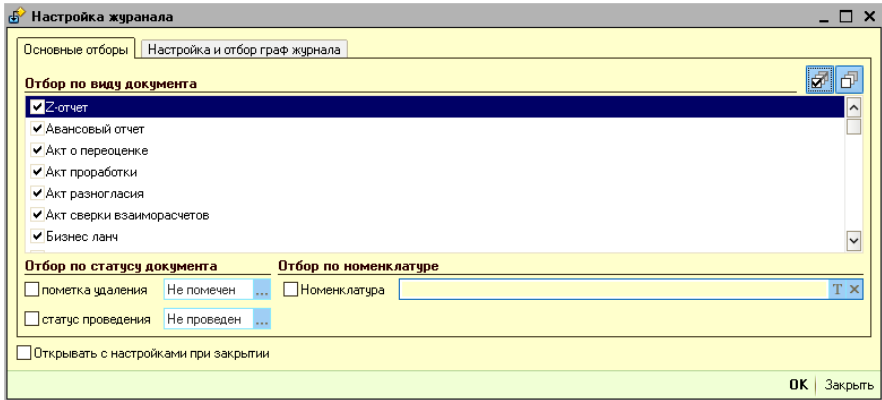 Настройка журанала
Основные отборы Настройка и отбор граф журнала
Отбор по виду документа
Z-отчет
Авансовый отчет
Акт о переоценке
Акт проработки
Акт разногласия
Акт сверки взаиморасчетов
Бизнес ланч
Отбор по статусу документа Отбор по номенклатуре
пометка удаления Не помечен ... Номенклатура T ×
статус проведения Не проведен ...
Открывать с настройками при закрытии
OK Закрыть